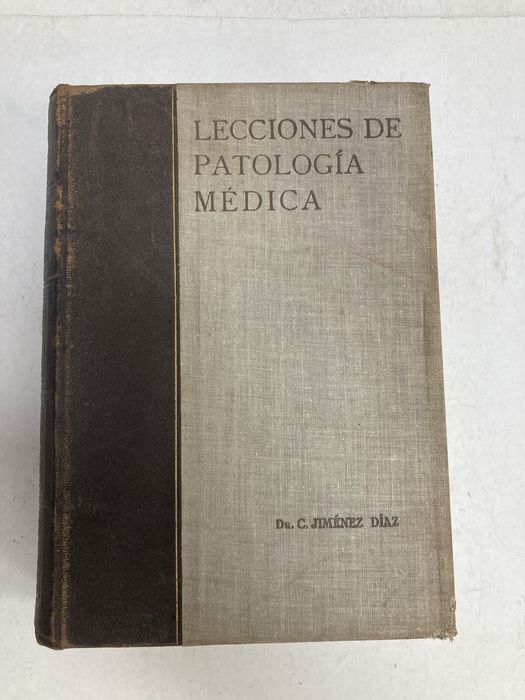 LECCIONES DE
PATOLOGÍA
MÉDICA
DR. C. JIMÉNEZ DÍAZ